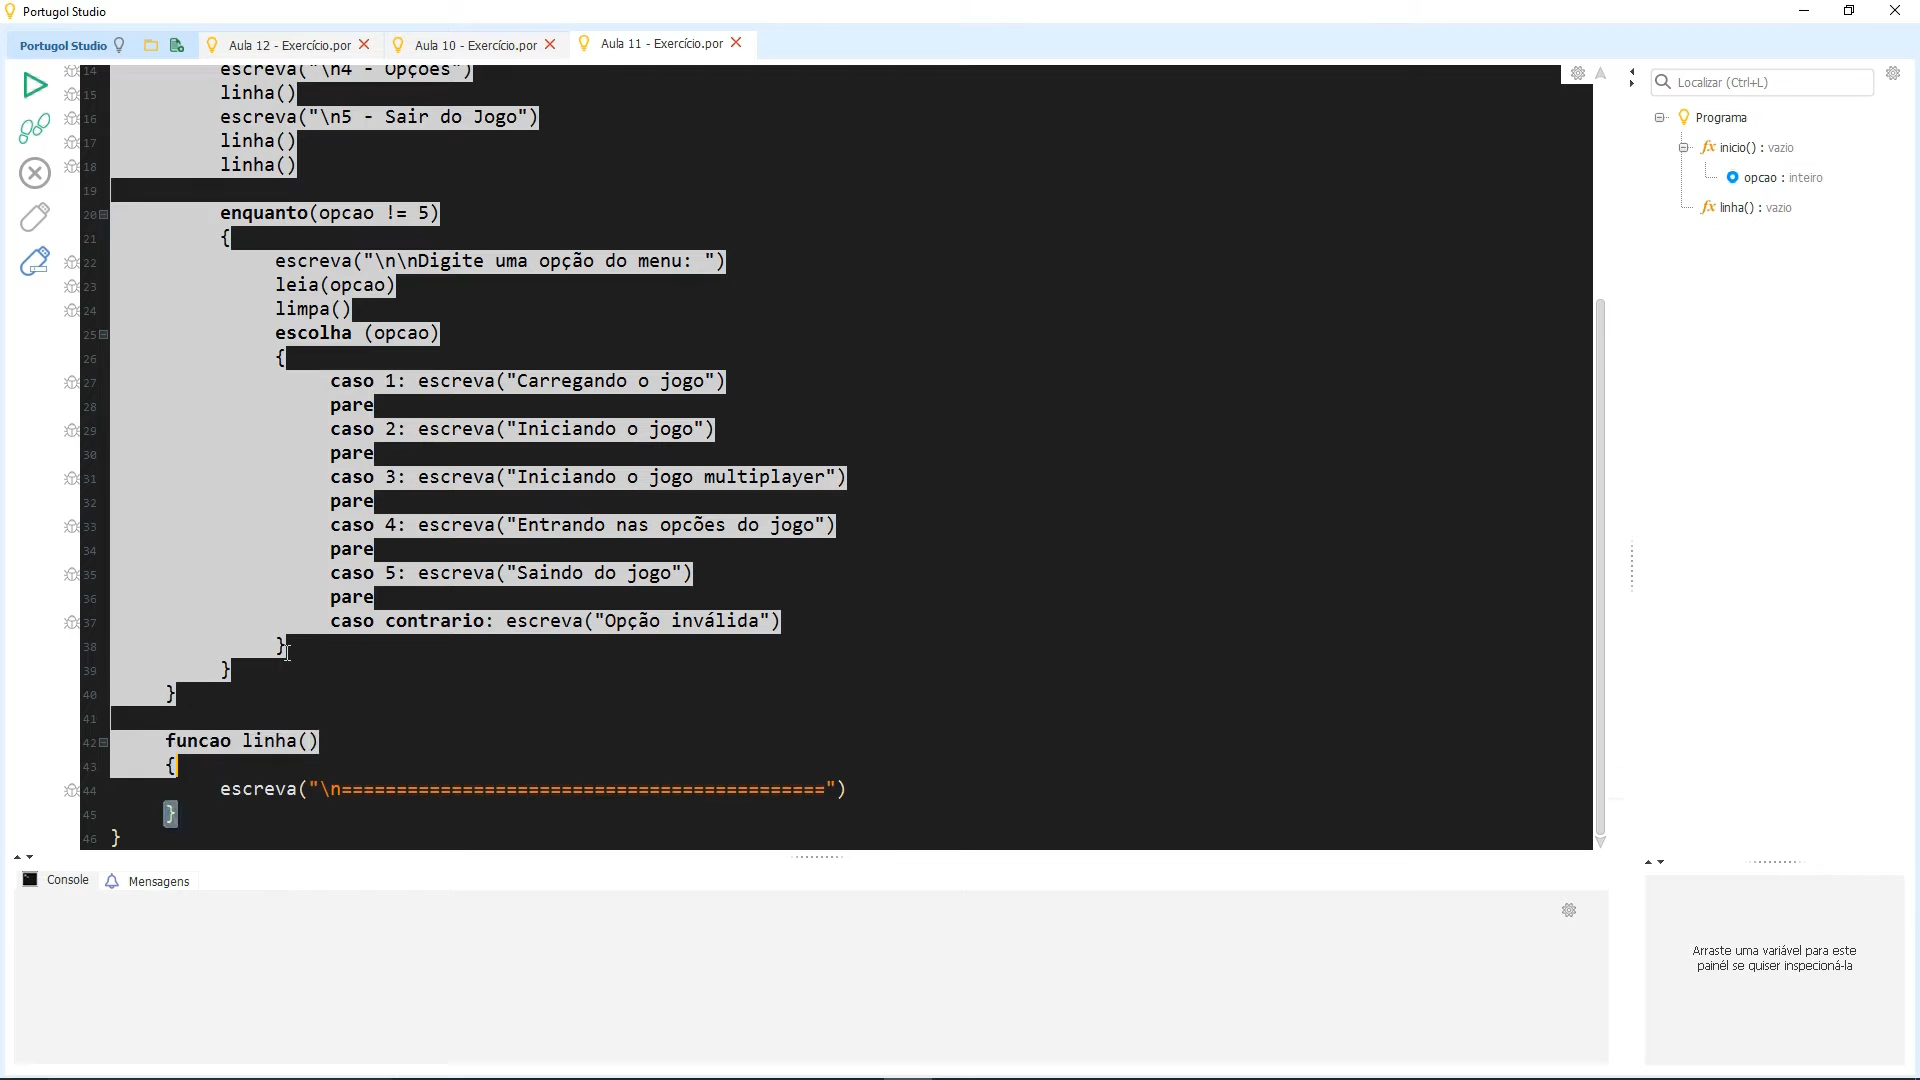 Portugol Studio
Portugol Studio
Aula 12 - Exercício.por
Aula 10 - Exercício.por
Aula 11 - Exercício.por
14 escreva("\n4 - Opções")
15 linha()
16 escreva("\n5 - Sair do Jogo")
17 linha()
18 linha()
19
20 enquanto(opcao != 5)
21 {
22 escreva("\n\nDigite uma opção do menu: ")
23 leia(opcao)
24 limpa()
25 escolha (opcao)
26 {
27 caso 1: escreva("Carregando o jogo")
28 pare
29 caso 2: escreva("Iniciando o jogo")
30 pare
31 caso 3: escreva("Iniciando o jogo multiplayer")
32 pare
33 caso 4: escreva("Entrando nas opcões do jogo")
34 pare
35 caso 5: escreva("Saindo do jogo")
36 pare
37 caso contrario: escreva("Opção inválida")
38 }
39 }
40 }
41
42 funcao linha()
43 {
44 escreva("\n============================================")
45 }
46 }
Localizar (Ctrl+L)
Programa
fx inicio() : vazio
opcao : inteiro
fx linha() : vazio
Console
Mensagens
Arraste uma variável para este
painél se quiser inspecioná-la